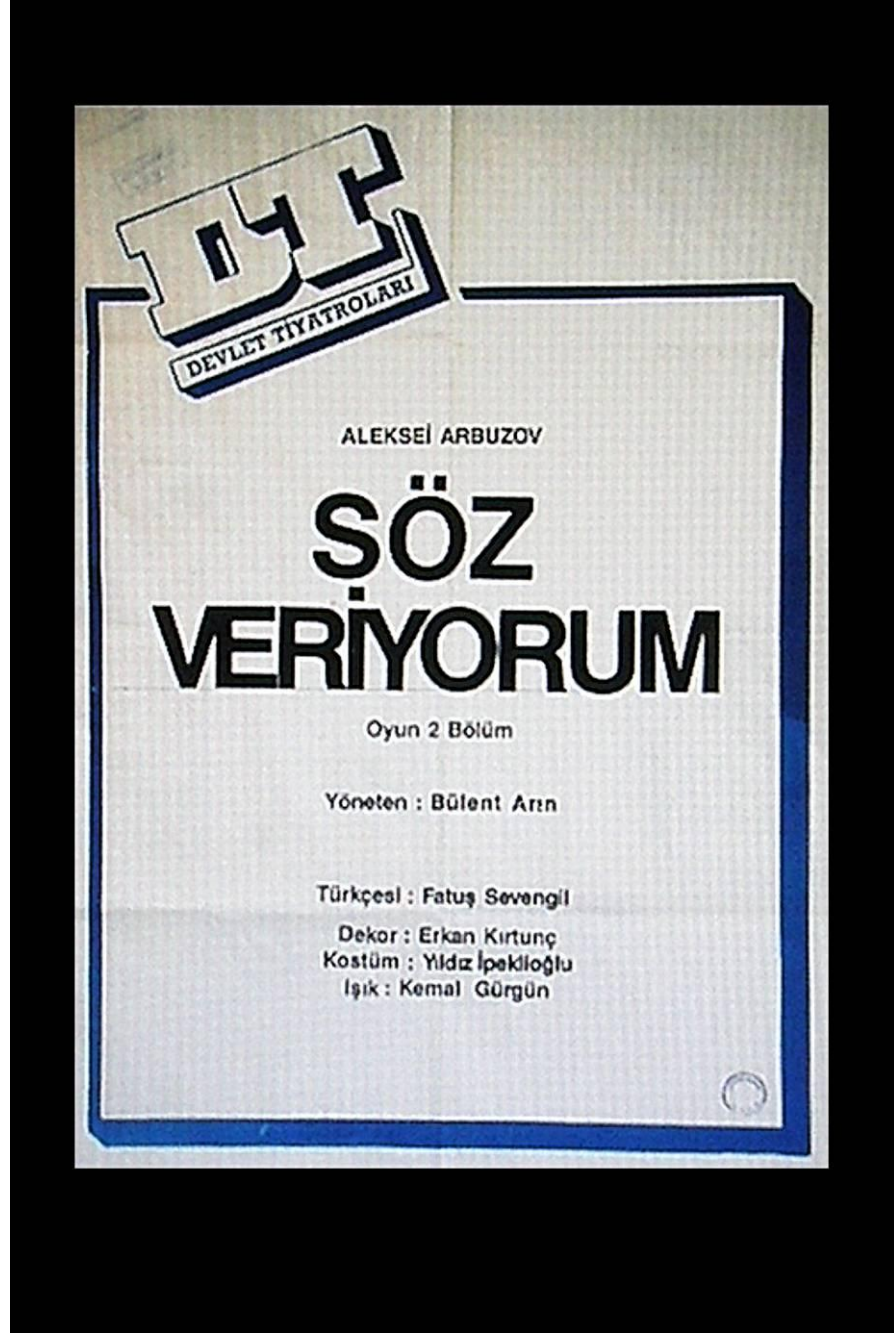 DT
DEVLET TİYATROLARI
ALEKSEİ ARBUZOV
SÖZ
VERİYORUM
Oyun 2 Bölüm
Yöneten : Bülent Arın
Türkçesi : Fatuş Sevengil
Dekor : Erkan Kırtunç
Kostüm : Yıldız İpeklioğlu
Işık : Kemal Gürgün